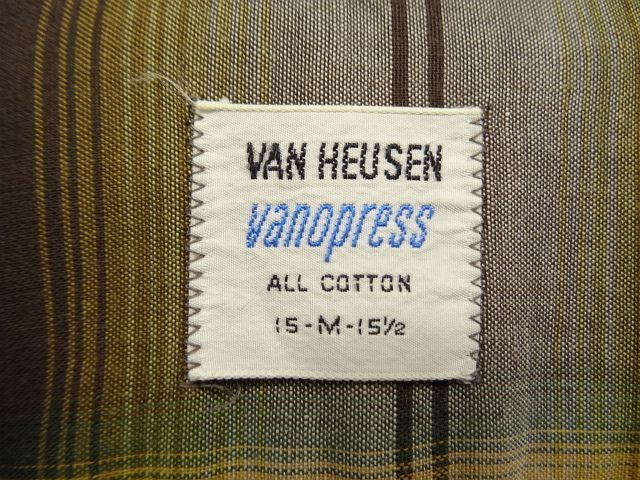 VAN HEUSEN
vanopress
ALL COTTON
15-M-15½